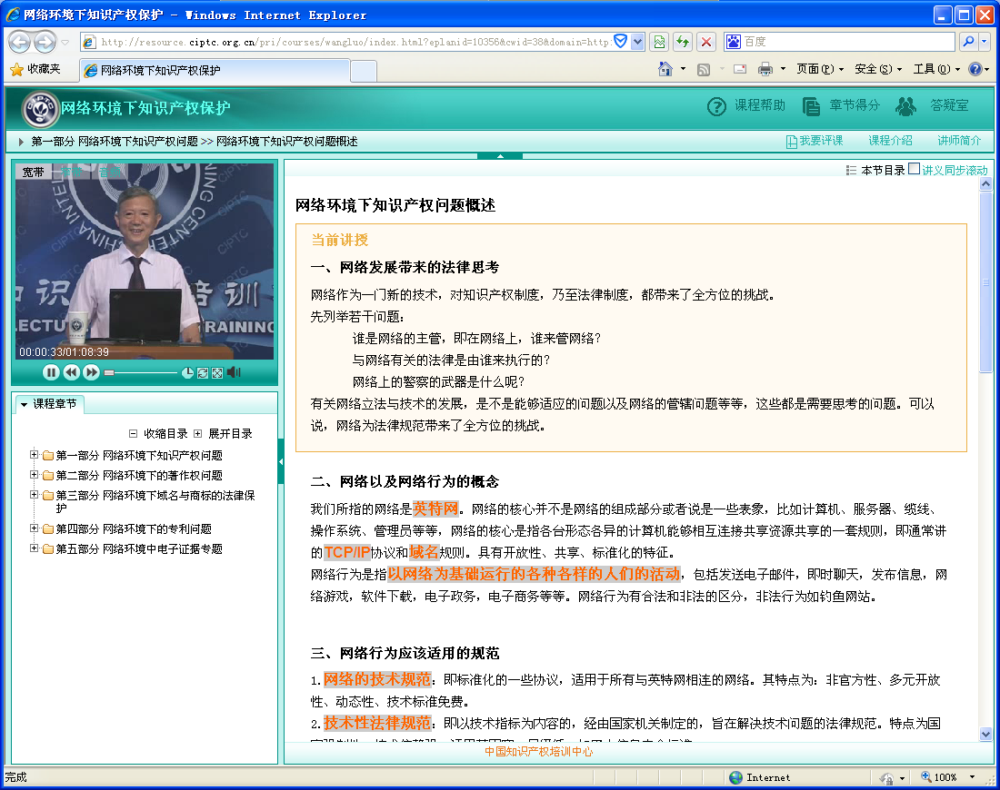 网络环境下知识产权保护 - Windows Internet Explorer
http://resource.ciptc.org.cn/pri/courses/wangluo/index.html?eplanid=10356&cwid=38&domain=http:
百度
收藏夹
网络环境下知识产权保护
页面(P)
安全(S)
工具(O)
网络环境下知识产权保护
课程帮助
章节得分
答疑室
第一部分 网络环境下知识产权问题 >> 网络环境下知识产权问题概述
我要评课
课程介绍
讲师简介
宽带
00:00:33/01:08:39
本节目录
讲义同步滚动
课程章节
收缩目录
展开目录
第一部分 网络环境下知识产权问题
第二部分 网络环境下的著作权问题
第三部分 网络环境下域名与商标的法律保
护
第四部分 网络环境下的专利问题
第五部分 网络环境中电子证据专题
网络环境下知识产权问题概述
当前讲授
一、网络发展带来的法律思考
网络作为一门新的技术，对知识产权制度，乃至法律制度，都带来了全方位的挑战。
先列举若干问题：
谁是网络的主管，即在网络上，谁来管网络？
与网络有关的法律是由谁来执行的？
网络上的警察的武器是什么呢？
有关网络立法与技术的发展，是不是能够适应的问题以及网络的管辖问题等等，这些都是需要思考的问题。可以
说，网络为法律规范带来了全方位的挑战。
二、网络以及网络行为的概念
我们所指的网络是英特网。网络的核心并不是网络的组成部分或者说是一些表象，比如计算机、服务器、缆线、
操作系统、管理员等等，网络的核心是指各台形态各异的计算机能够相互连接共享资源共享的一套规则，即通常讲
的TCP/IP协议和域名规则。具有开放性、共享、标准化的特征。
网络行为是指以网络为基础运行的各种各样的人们的活动，包括发送电子邮件，即时聊天，发布信息，网
络游戏，软件下载，电子政务，电子商务等等。网络行为有合法和非法的区分，非法行为如钓鱼网站。
三、网络行为应该适用的规范
1.网络的技术规范：即标准化的一些协议，适用于所有与英特网相连的网络。其特点为：非官方性、多元开放
性、动态性、技术标准免费。
2.技术性法律规范：即以技术指标为内容的，经由国家机关制定的，旨在解决技术问题的法律规范。特点为国
中国知识产权培训中心
完成
Internet
100%